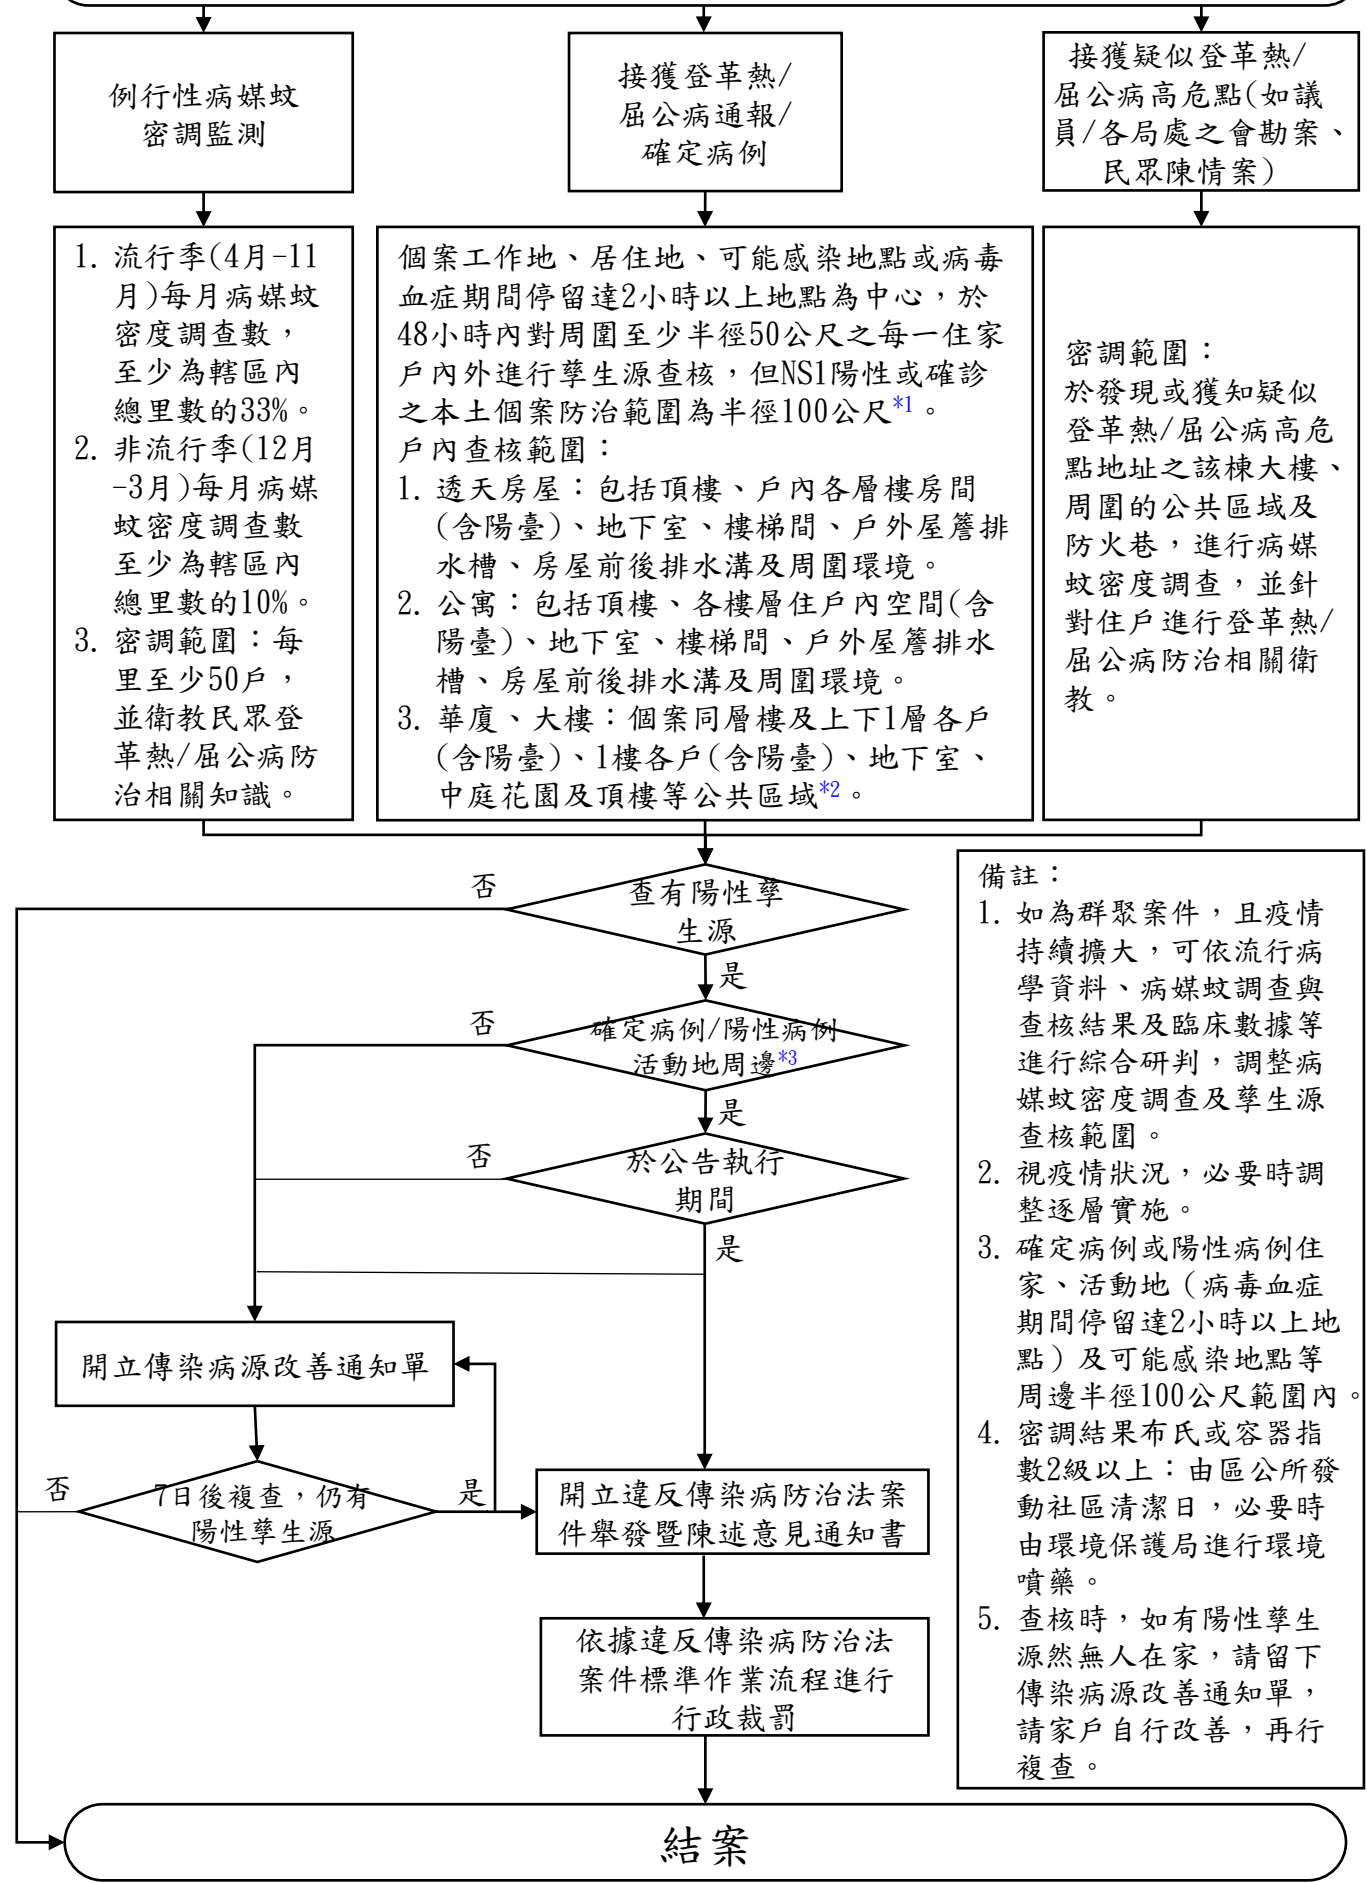 例行性病媒蚊
密調監測
接獲登革熱/
屈公病通報/
確定病例
接獲疑似登革熱/
屈公病高危點(如議
員/各局處之會勘案、
民眾陳情案)
1. 流行季(4月-11
月)每月病媒蚊
密度調查數，
至少為轄區內
總里數的33%。
2. 非流行季(12月
-3月)每月病媒
蚊密度調查數
至少為轄區內
總里數的10%。
3. 密調範圍：每
里至少50戶，
並衛教民眾登
革熱/屈公病防
治相關知識。
個案工作地、居住地、可能感染地點或病毒
血症期間停留達2小時以上地點為中心，於
48小時內對周圍至少半徑50公尺之每一住家
戶內外進行孳生源查核，但NS1陽性或確診
之本土個案防治範圍為半徑100公尺*1。
戶內查核範圍：
1. 透天房屋：包括頂樓、戶內各層樓房間
(含陽臺)、地下室、樓梯間、戶外屋簷排
水槽、房屋前後排水溝及周圍環境。
2. 公寓：包括頂樓、各樓層住戶內空間(含
陽臺)、地下室、樓梯間、戶外屋簷排水
槽、房屋前後排水溝及周圍環境。
3. 華廈、大樓：個案同層樓及上下1層各戶
(含陽臺)、1樓各戶(含陽臺)、地下室、
中庭花園及頂樓等公共區域*2。
密調範圍：
於發現或獲知疑似
登革熱/屈公病高危
點地址之該棟大樓、
周圍的公共區域及
防火巷，進行病媒
蚊密度調查，並針
對住戶進行登革熱/
屈公病防治相關衛
教。
否
查有陽性孳
生源
是
否
確定病例/陽性病例
活動地周邊*3
是
否
於公告執行
期間
是
開立傳染病源改善通知單
否
7日後複查，仍有
陽性孳生源
是
開立違反傳染病防治法案
件舉發暨陳述意見通知書
依據違反傳染病防治法
案件標準作業流程進行
行政裁罰
備註：
1. 如為群聚案件，且疫情
持續擴大，可依流行病
學資料、病媒蚊調查與
查核結果及臨床數據等
進行綜合研判，調整病
媒蚊密度調查及孳生源
查核範圍。
2. 視疫情狀況，必要時調
整逐層實施。
3. 確定病例或陽性病例住
家、活動地（病毒血症
期間停留達2小時以上地
點）及可能感染地點等
周邊半徑100公尺範圍內。
4. 密調結果布氏或容器指
數2級以上：由區公所發
動社區清潔日，必要時
由環境保護局進行環境
噴藥。
5. 查核時，如有陽性孳生
源然無人在家，請留下
傳染病源改善通知單，
請家戶自行改善，再行
複查。
結案